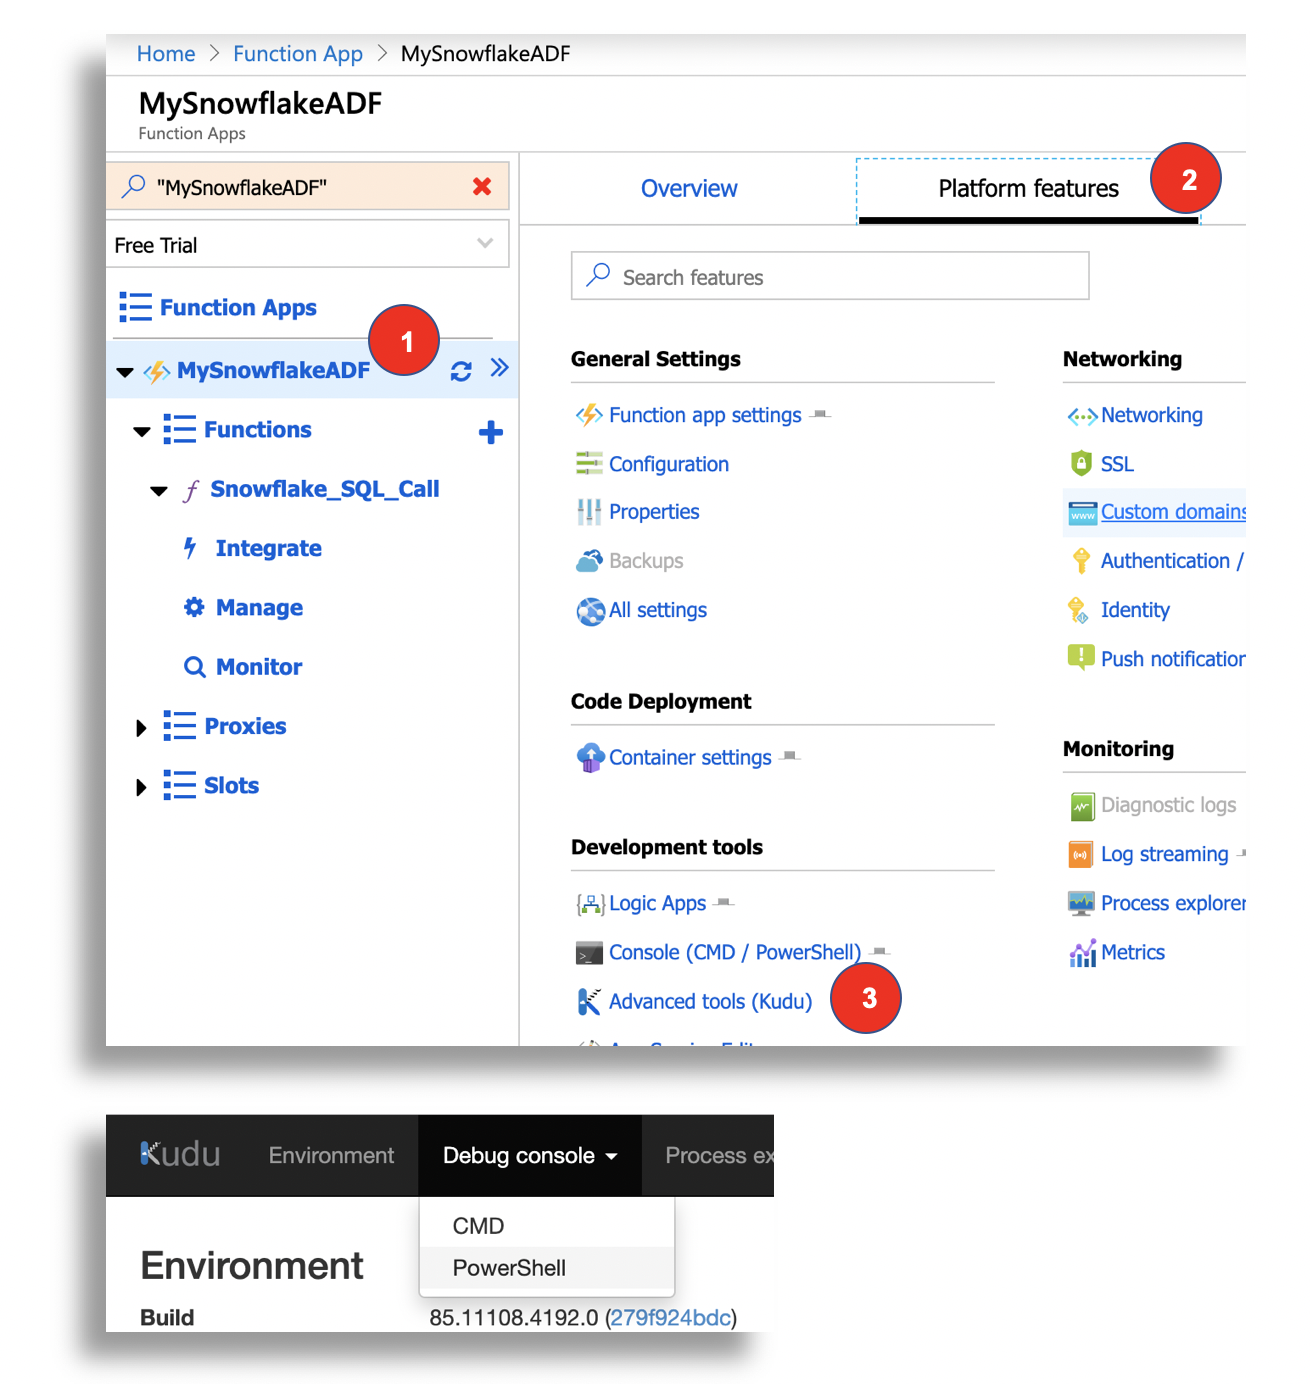 Home > Function App > MySnowflakeADF
MySnowflakeADF
Function Apps
"MySnowflakeADF"
Free Trial
Function Apps
1
MySnowflakeADF
Functions
Snowflake_SQL_Call
Integrate
Manage
Monitor
Proxies
Slots
Overview
Platform features
2
Search features
General Settings
Function app settings
Configuration
Properties
Backups
All settings
Code Deployment
Container settings
Development tools
Logic Apps
Console (CMD / PowerShell)
Advanced tools (Kudu)
3
Networking
Networking
SSL
Custom domains
Authentication /
Identity
Push notification
Monitoring
Diagnostic logs
Log streaming
Process explorer
Metrics
Kudu
Environment
Debug console
Process ex
CMD
PowerShell
Environment
Build
85.11108.4192.0 (279f924bdc)